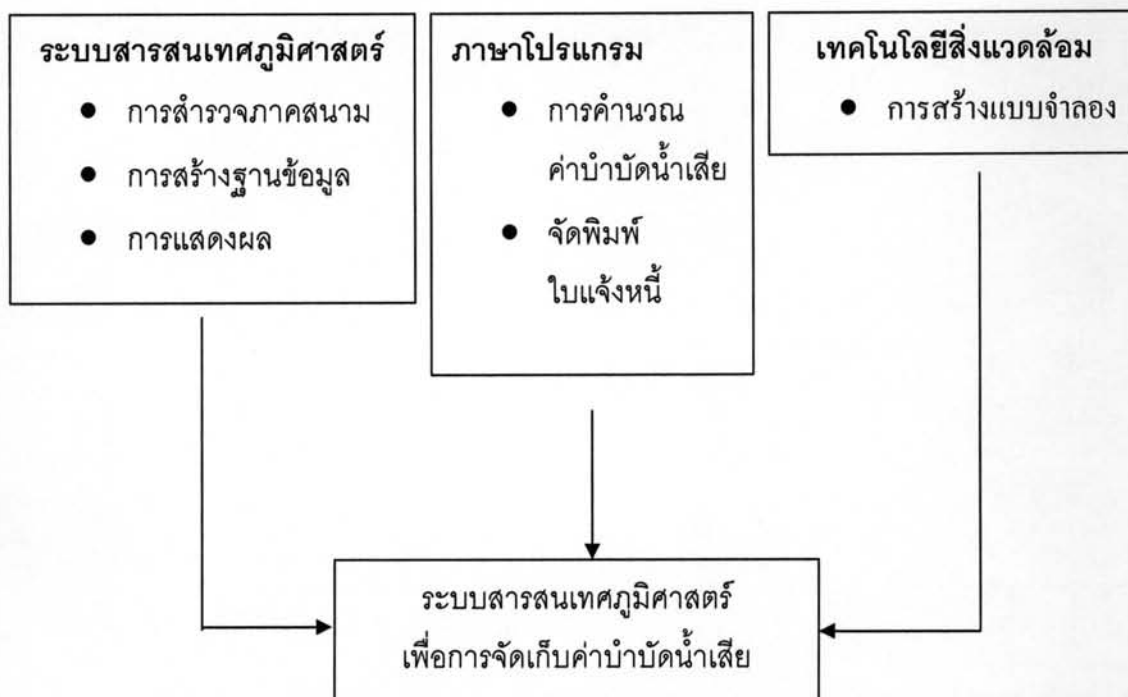 ระบบสารสนเทศภูมิศาสตร์
● การสำรวจภาคสนาม
● การสร้างฐานข้อมูล
● การแสดงผล
ภาษาโปรแกรม
● การคำนวณ
ค่าบำบัดน้ำเสีย
● จัดพิมพ์
ใบแจ้งหนี้
เทคโนโลยีสิ่งแวดล้อม
● การสร้างแบบจำลอง
ระบบสารสนเทศภูมิศาสตร์
เพื่อการจัดเก็บค่าบำบัดน้ำเสีย